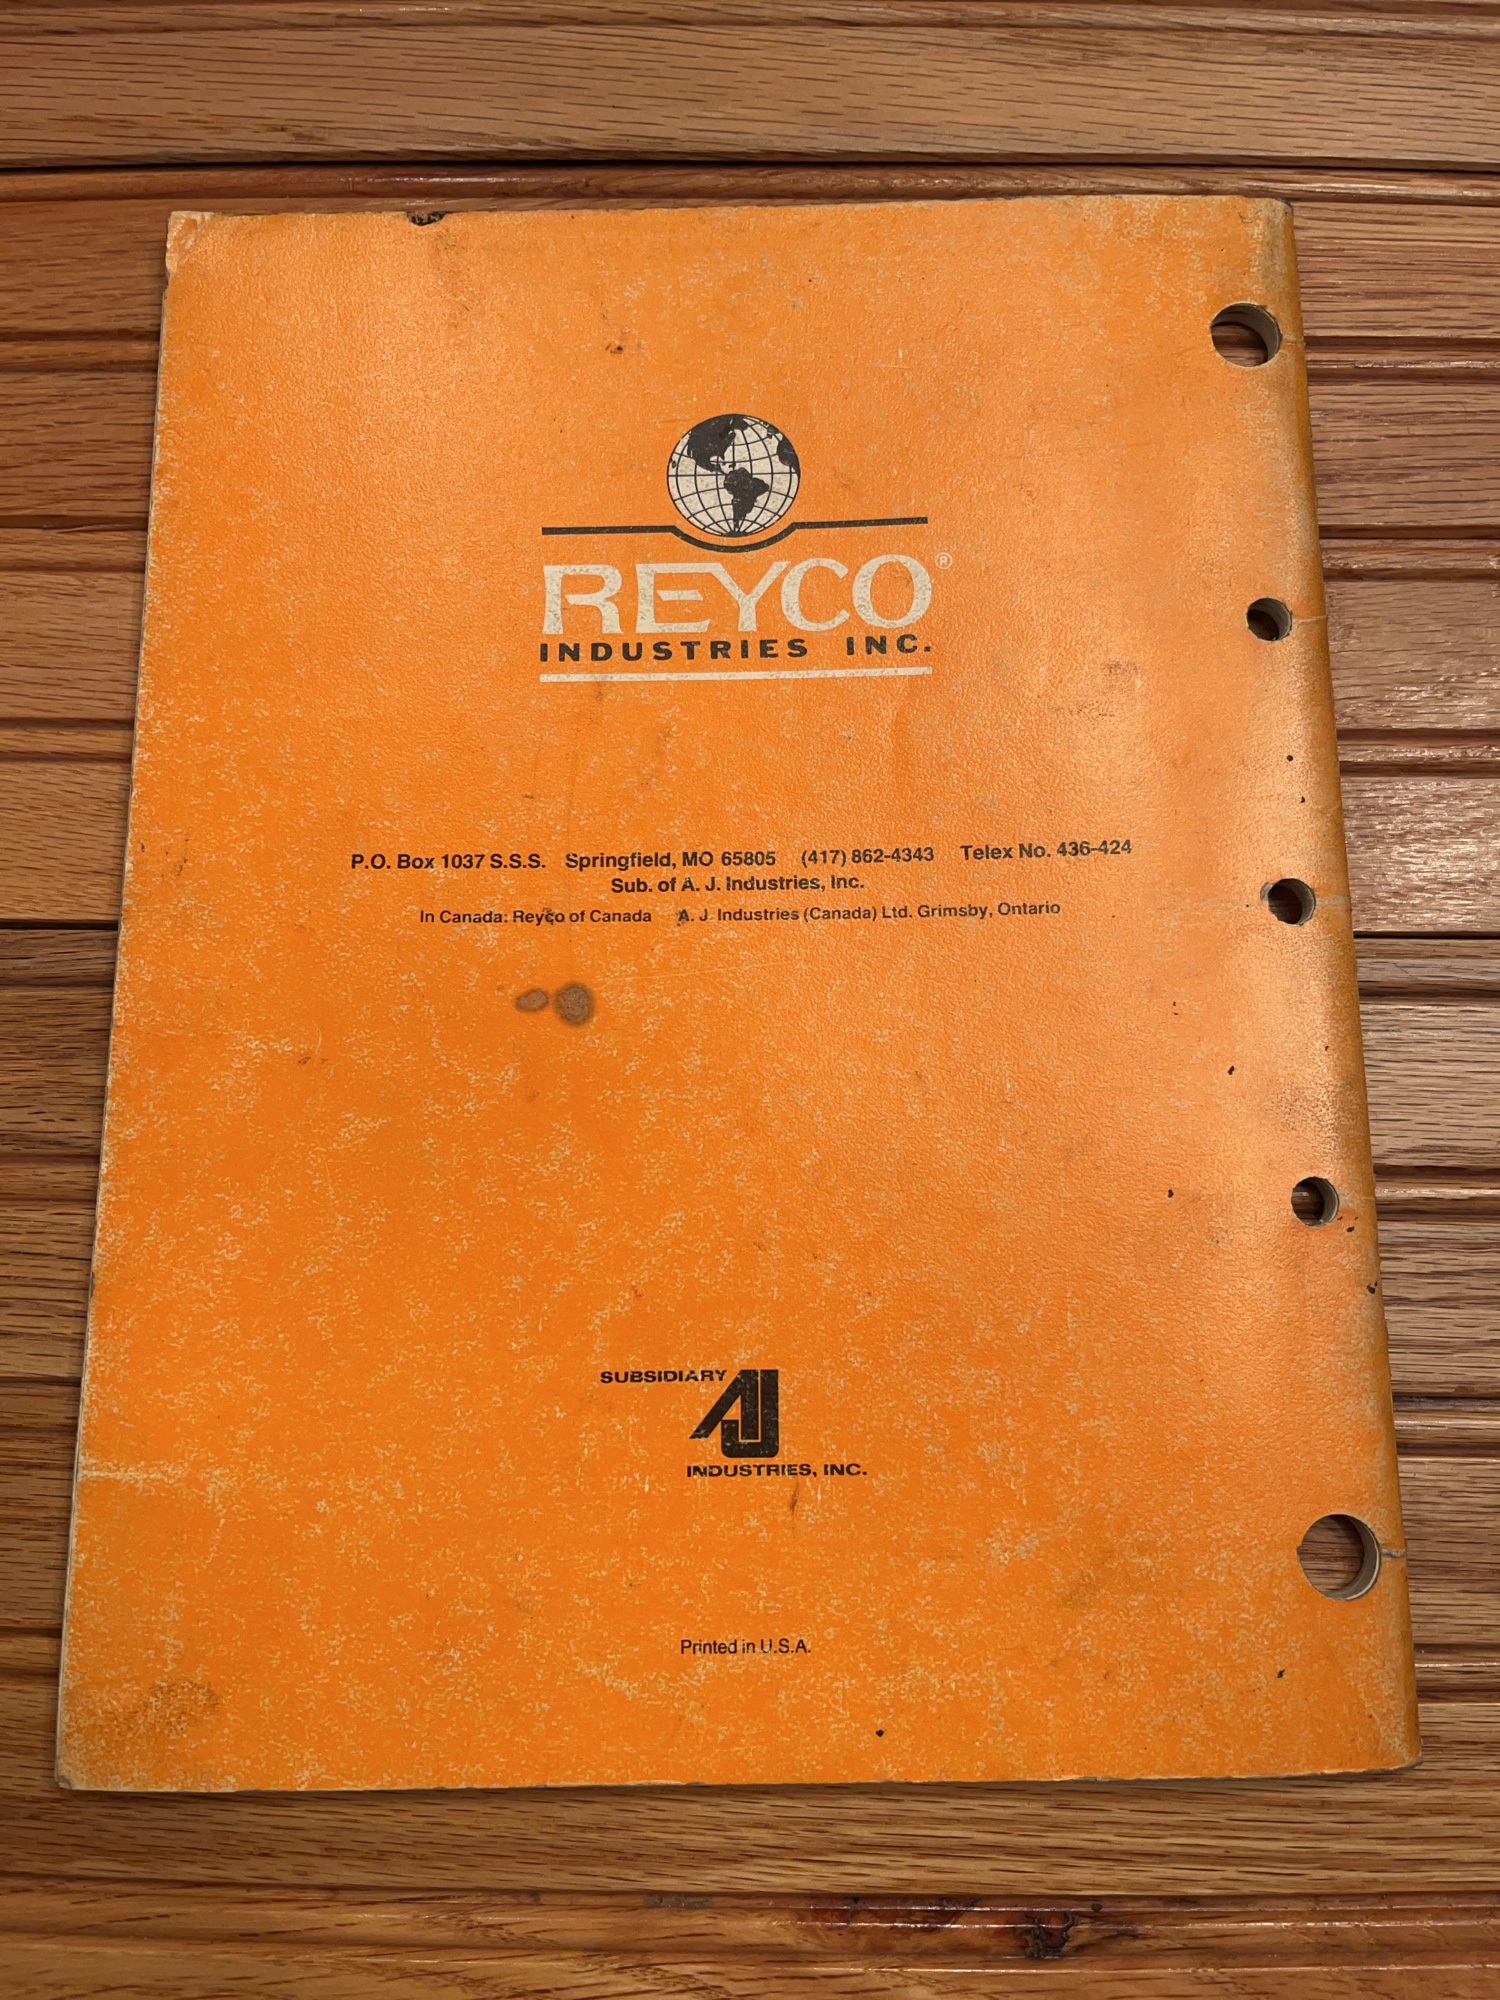 REYCO®
INDUSTRIES INC.
P.O. Box 1037 S.S.S. Springfield, MO 65805 (417) 862-4343 Telex No. 436-424
Sub. of A. J. Industries, Inc.
In Canada: Reyco of Canada A. J. Industries (Canada) Ltd. Grimsby, Ontario
SUBSIDIARY AJ
INDUSTRIES, INC.
Printed in U.S.A.